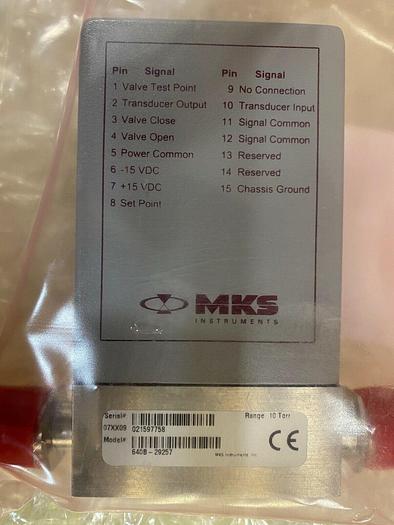 Pin Signal
1 Valve Test Point
2 Transducer Output
3 Valve Close
4 Valve Open
5 Power Common
6 -15 VDC
7 +15 VDC
8 Set Point
Pin Signal
9 No Connection
10 Transducer Input
11 Signal Common
12 Signal Common
13 Reserved
14 Reserved
15 Chassis Ground
MKS
INSTRUMENTS
Serial# Range 10 Torr
07XX09 021597758
Model#
640B-29257
MKS Instruments Inc
CE